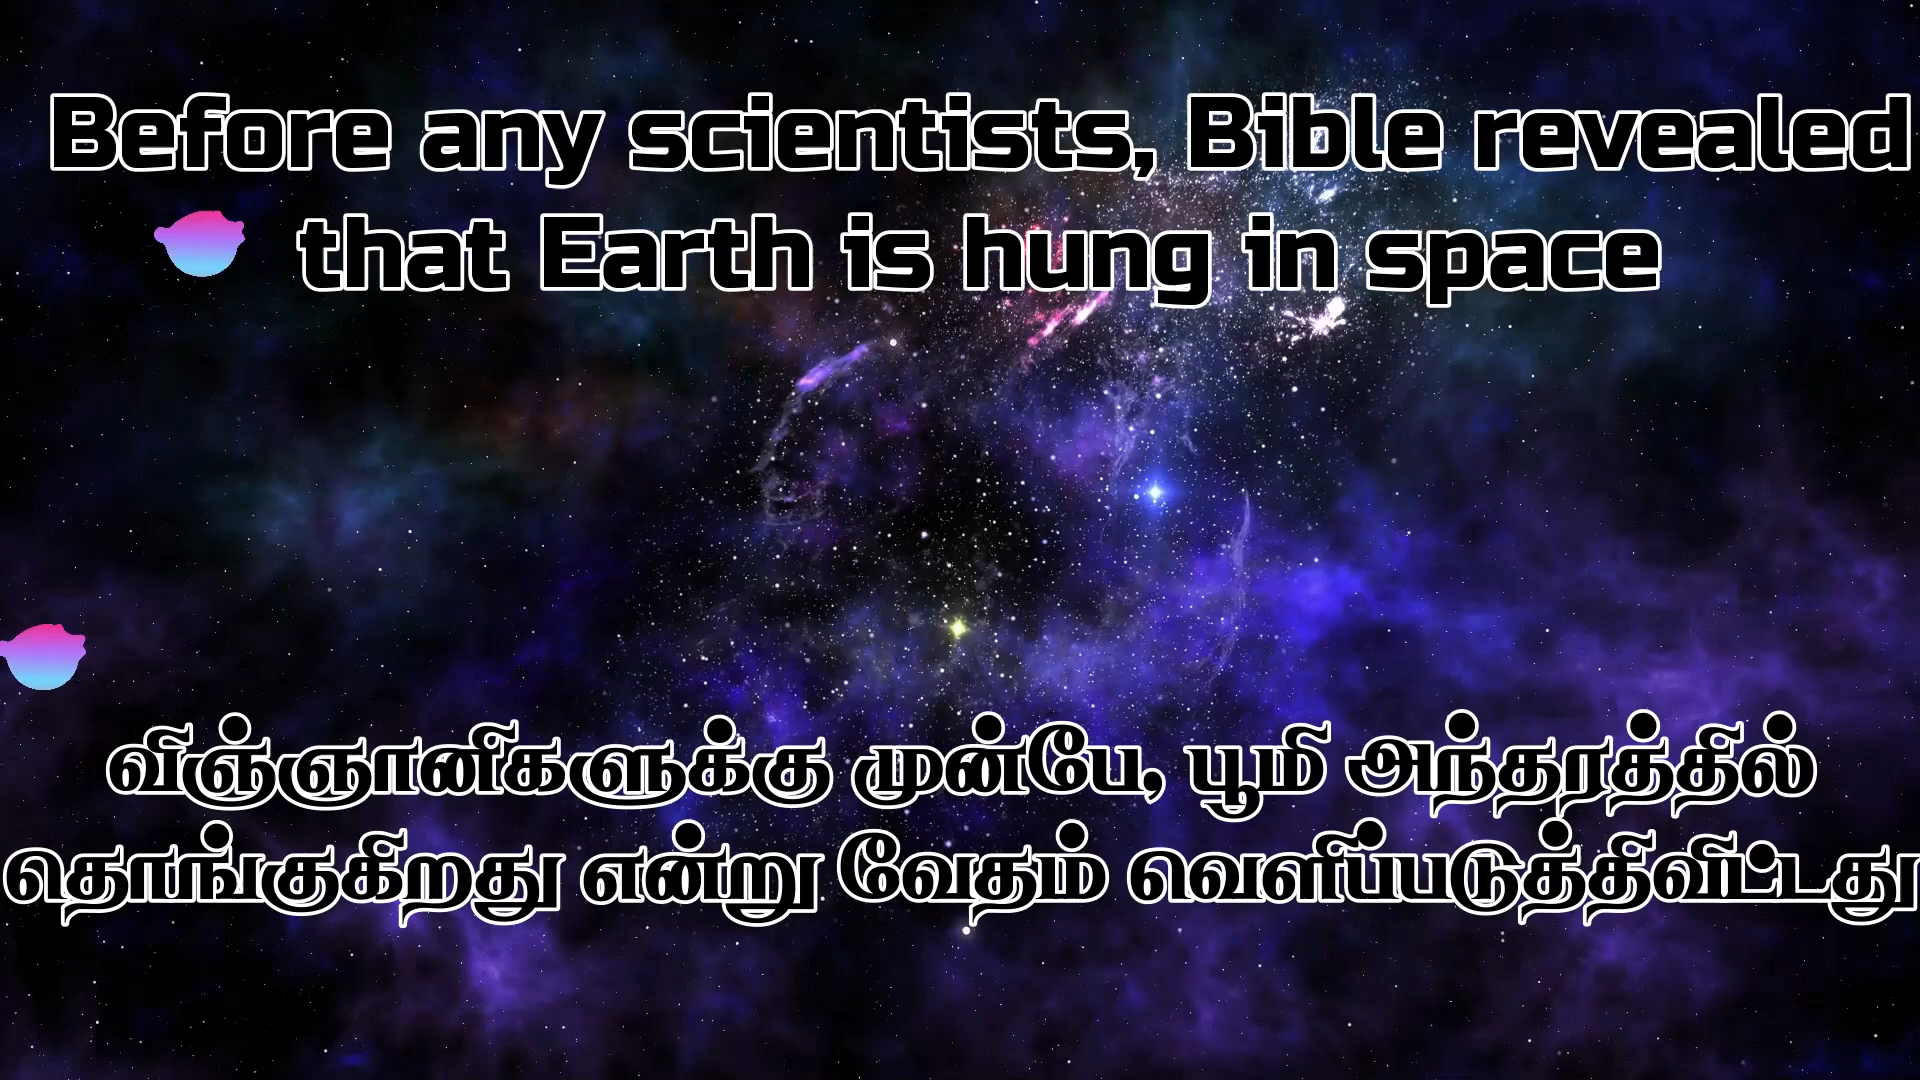 Before any scientists, Bible revealed
that Earth is hung in space
விஞ்ஞானிகளுக்கு முன்பே, பூமி அந்தரத்தில்
தொங்குகிறது என்று வேதம் வெளிப்படுத்திவிட்டது